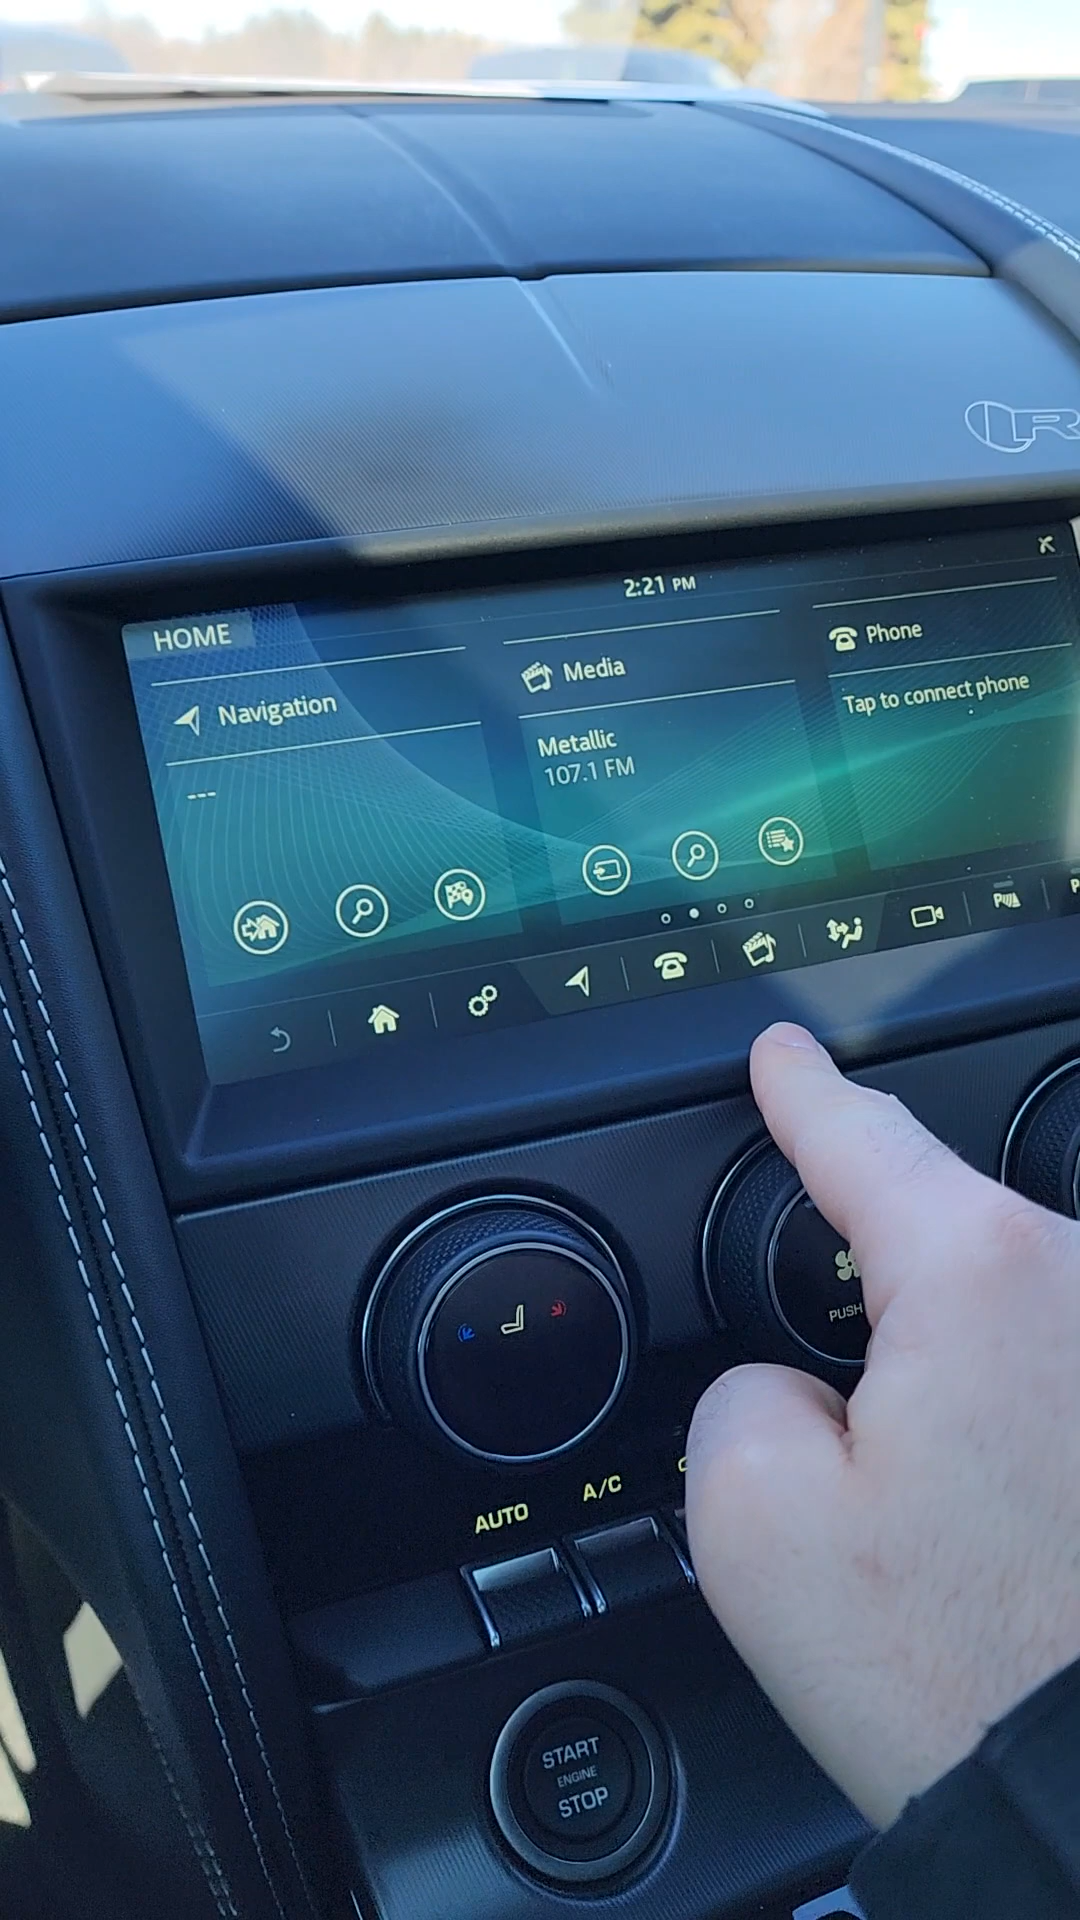 R
2:21 PM
HOME
Navigation
---
Media
Metallic
107.1 FM
Phone
Tap to connect phone
PUSH
AUTO
A/C
START
ENGINE
STOP